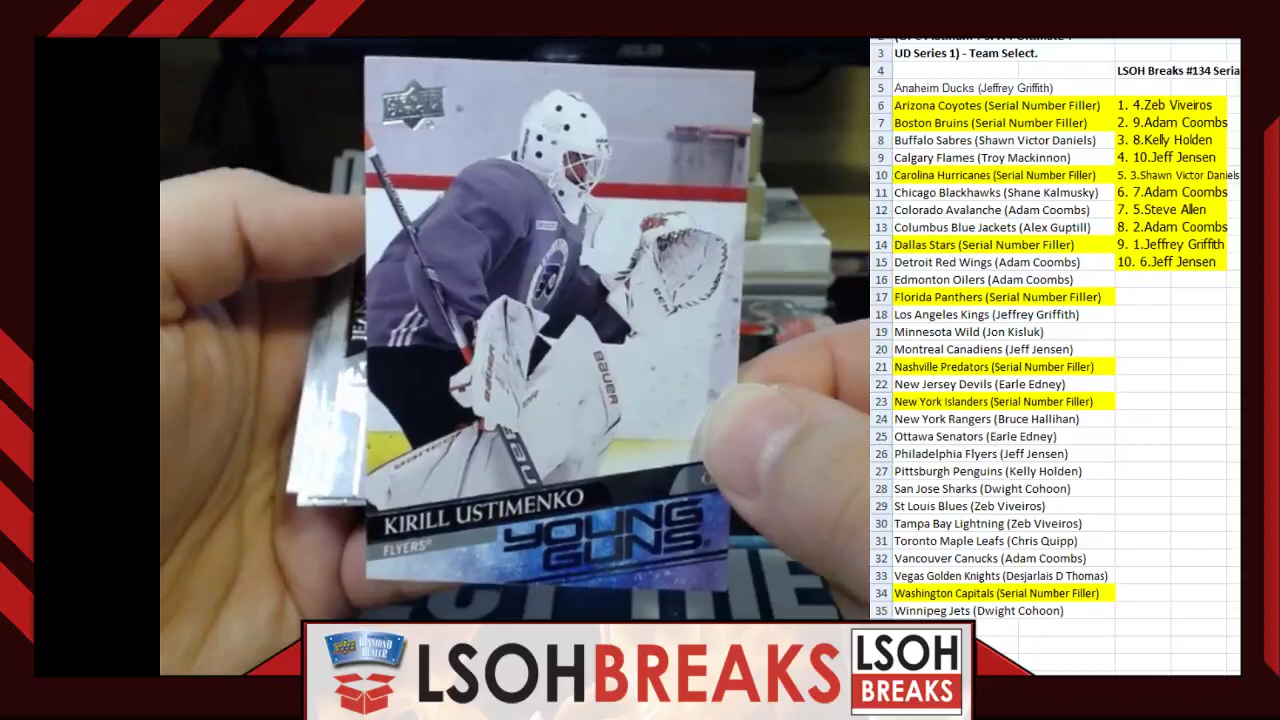 (OPC Platinum + SPX + Ultimate +
3 UD Series 1) - Team Select.
4 LSOH Breaks #134 Seria
5 Anaheim Ducks (Jeffrey Griffith)
6 Arizona Coyotes (Serial Number Filler) 1. 4.Zeb Viveiros
7 Boston Bruins (Serial Number Filler) 2. 9.Adam Coombs
8 Buffalo Sabres (Shawn Victor Daniels) 3. 8.Kelly Holden
9 Calgary Flames (Troy Mackinnon) 4. 10.Jeff Jensen
10 Carolina Hurricanes (Serial Number Filler) 5. 3.Shawn Victor Daniels
11 Chicago Blackhawks (Shane Kalmusky) 6. 7.Adam Coombs
12 Colorado Avalanche (Adam Coombs) 7. 5.Steve Allen
13 Columbus Blue Jackets (Alex Guptill) 8. 2.Adam Coombs
14 Dallas Stars (Serial Number Filler) 9. 1.Jeffrey Griffith
15 Detroit Red Wings (Adam Coombs) 10. 6.Jeff Jensen
16 Edmonton Oilers (Adam Coombs)
17 Florida Panthers (Serial Number Filler)
18 Los Angeles Kings (Jeffrey Griffith)
19 Minnesota Wild (Jon Kisluk)
20 Montreal Canadiens (Jeff Jensen)
21 Nashville Predators (Serial Number Filler)
22 New Jersey Devils (Earle Edney)
23 New York Islanders (Serial Number Filler)
24 New York Rangers (Bruce Hallihan)
25 Ottawa Senators (Earle Edney)
26 Philadelphia Flyers (Jeff Jensen)
27 Pittsburgh Penguins (Kelly Holden)
28 San Jose Sharks (Dwight Cohoon)
29 St Louis Blues (Zeb Viveiros)
30 Tampa Bay Lightning (Zeb Viveiros)
31 Toronto Maple Leafs (Chris Quipp)
32 Vancouver Canucks (Adam Coombs)
33 Vegas Golden Knights (Desjarlais D Thomas)
34 Washington Capitals (Serial Number Filler)
35 Winnipeg Jets (Dwight Cohoon)
UPPER DECK
BAUER
KIRILL USTIMENKO
FLYERS
YOUNG
GUNS
DIAMOND
DEALER
LSOHBREAKS
LSOH
BREAKS